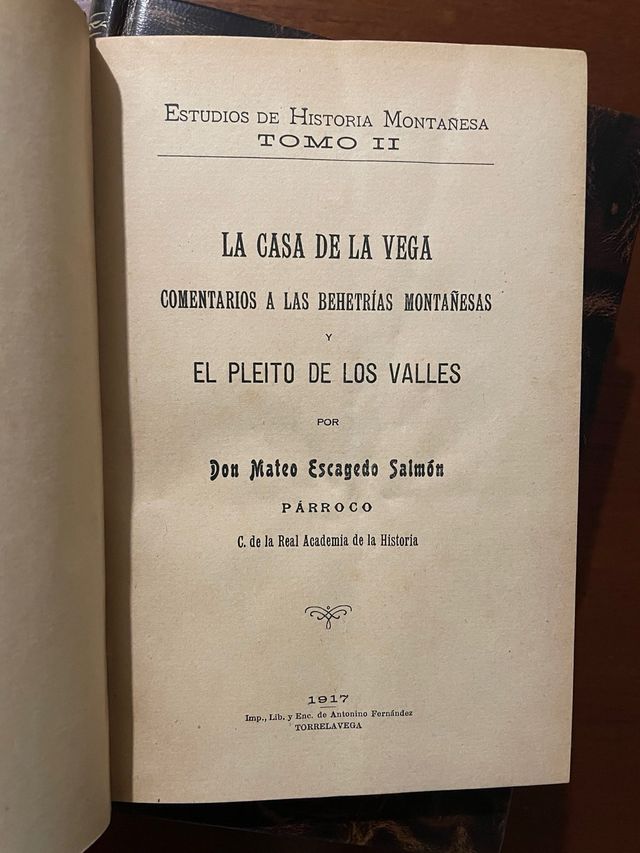 Estudios de Historia Montañesa
TOMO II
LA CASA DE LA VEGA
COMENTARIOS A LAS BEHETRÍAS MONTAÑESAS
Y
EL PLEITO DE LOS VALLES
POR
Don Mateo Escagedo Salmón
PÁRROCO
C. de la Real Academia de la Historia
1917
Imp., Lib. y Enc. de Antonino Fernández
TORRELAVEGA